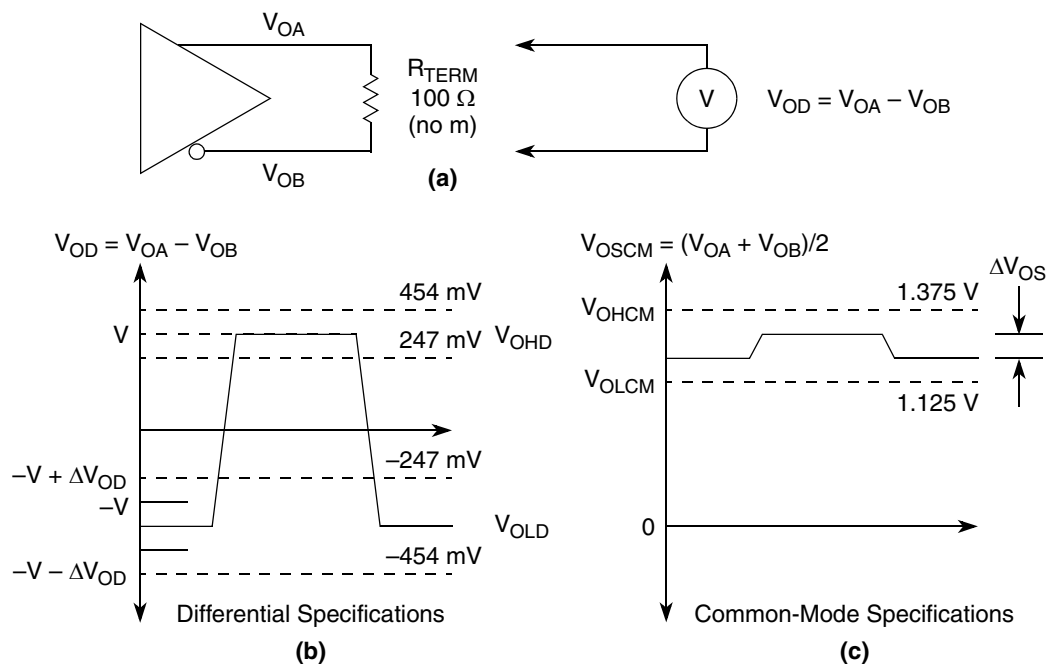 V_OA
R_TERM
100 Ω
(no m)
V_OB
V
V_OD = V_OA – V_OB
(a)
V_OD = V_OA – V_OB
454 mV
V
247 mV
V_OHD
–247 mV
–V + ΔV_OD
–V
V_OLD
–454 mV
–V – ΔV_OD
Differential Specifications
(b)
V_OSCM = (V_OA + V_OB)/2
ΔV_OS
1.375 V
V_OHCM
V_OLCM
1.125 V
0
Common-Mode Specifications
(c)